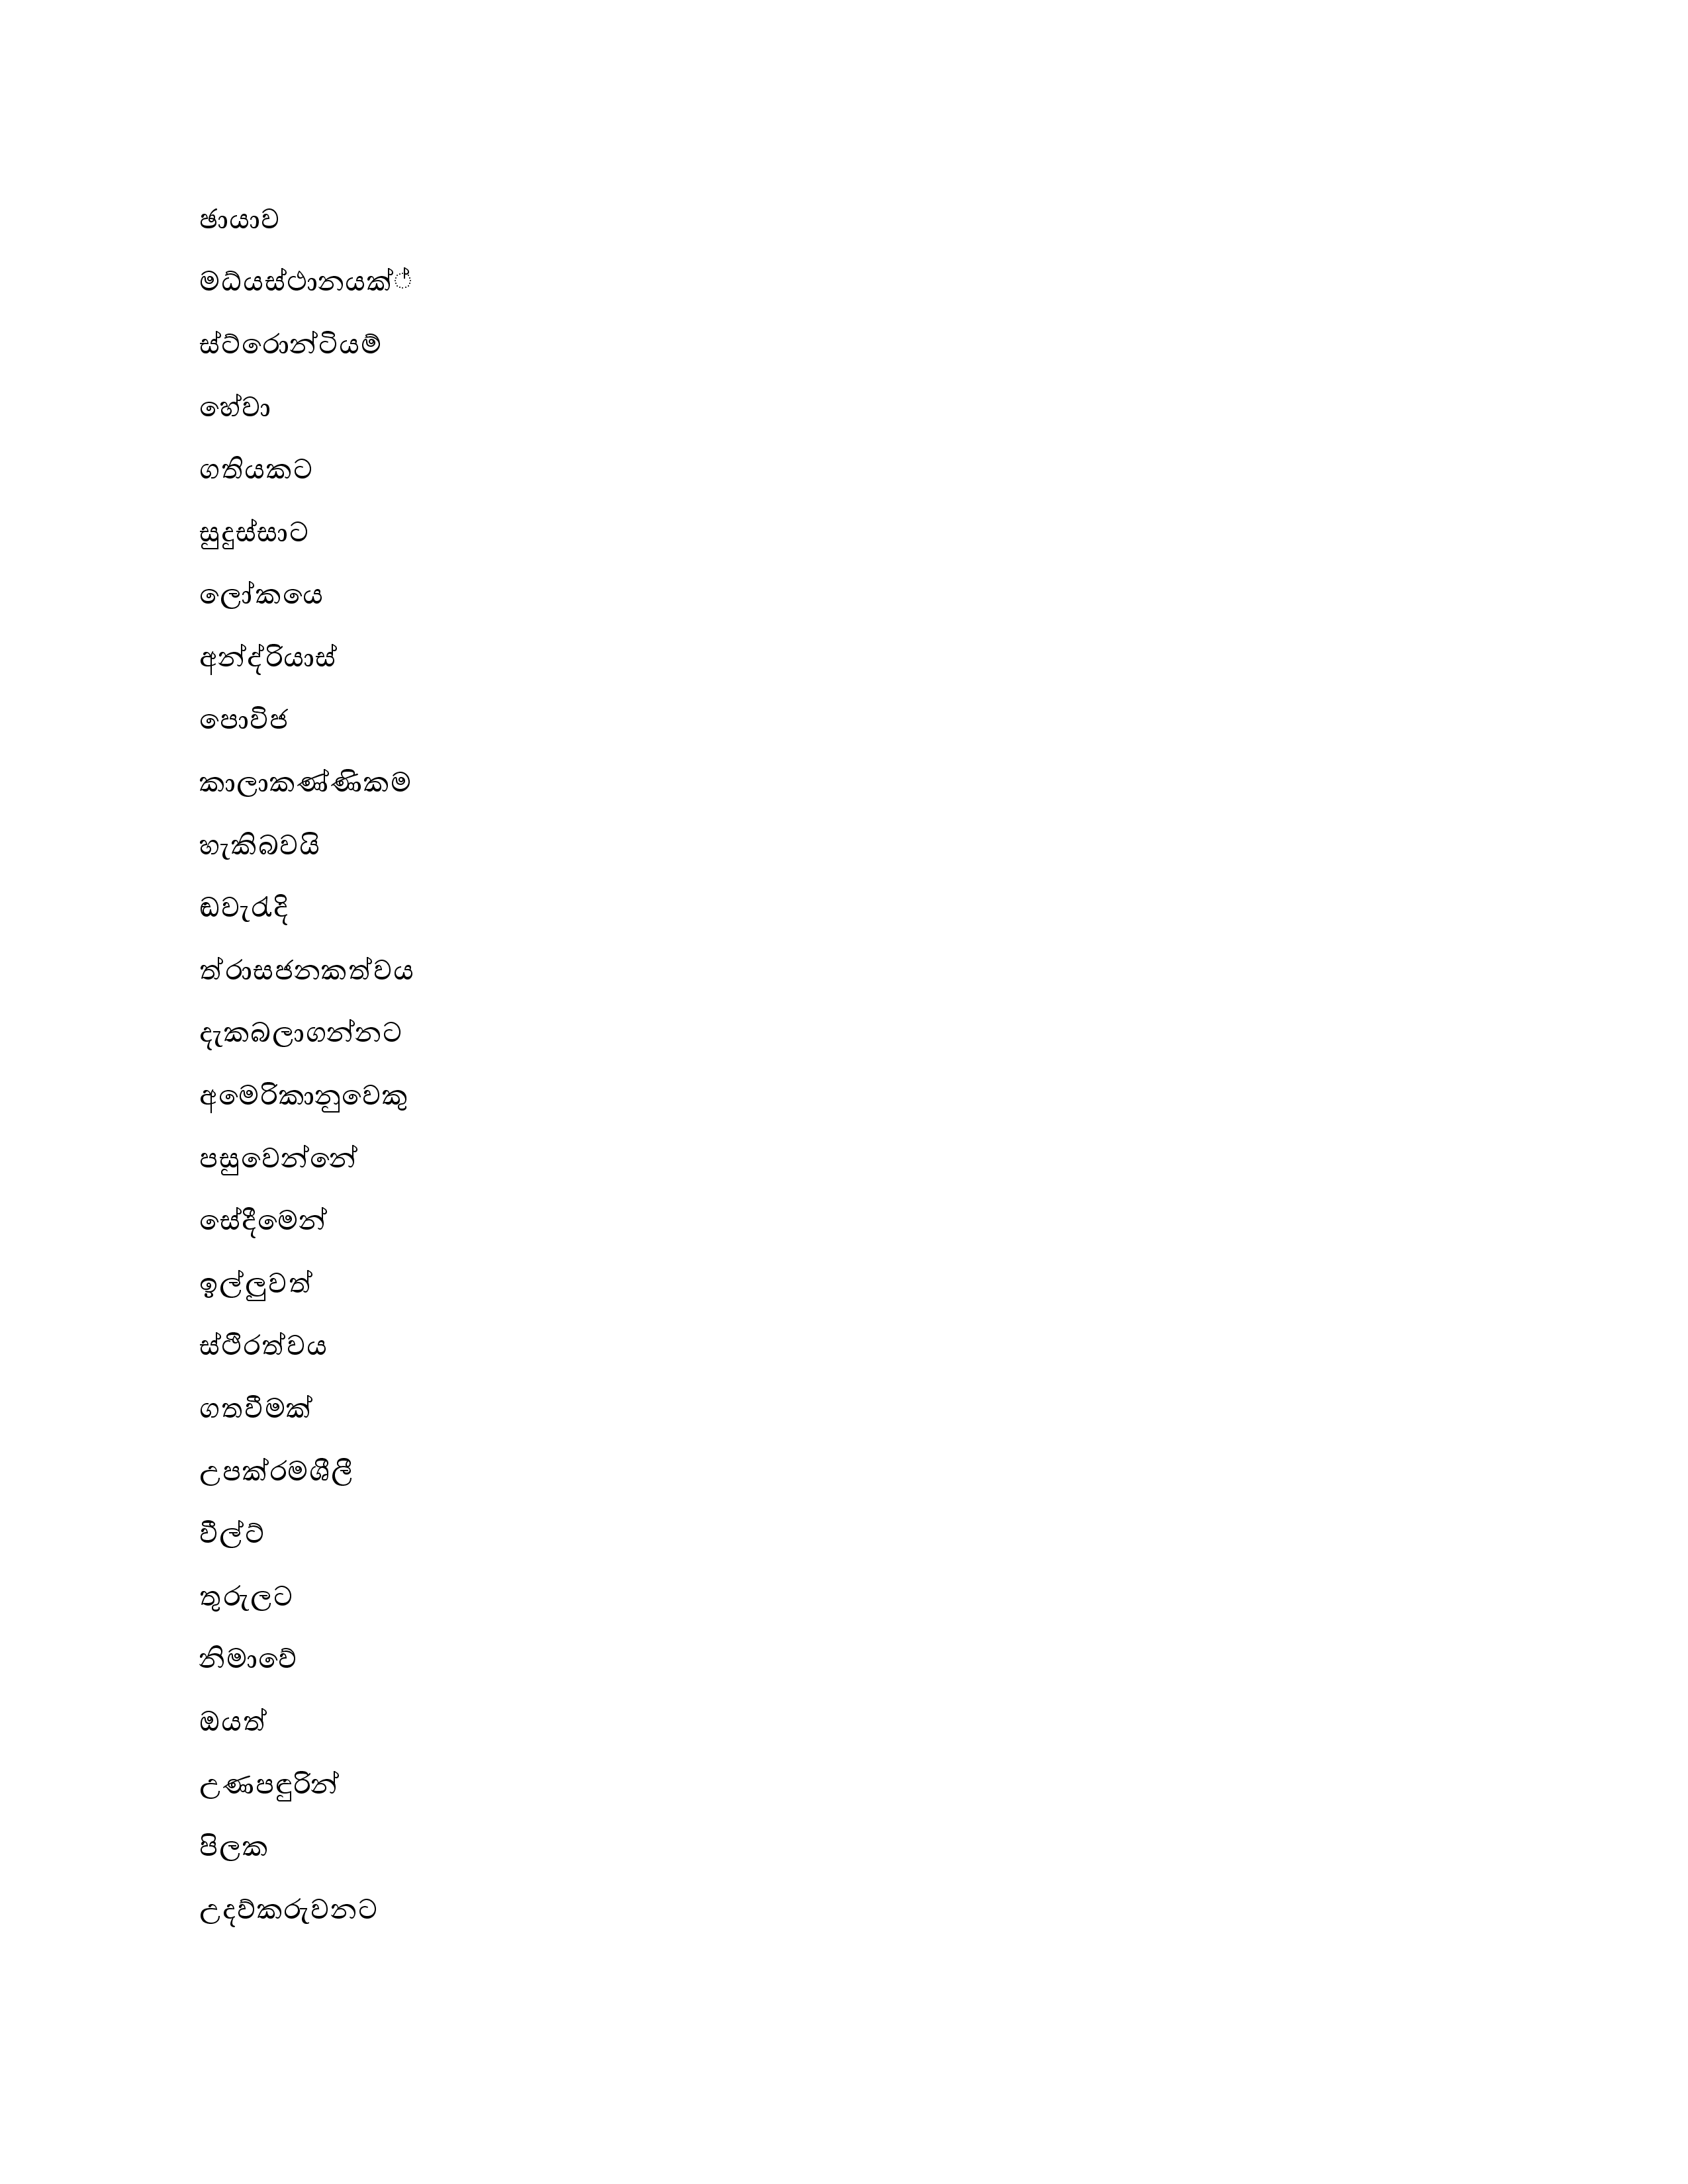 ඡායාව
මධ්යස්ථානයක්්
ස්ට්රොන්ටියම්
හේවා
ගතියකට
සුදුස්සාට
ලෝකයෙ
අන්ද්රියාස්
පොවිජ
කාලාකණ්ණිකම
හැකිබවයි
ඬවැරැදි
ත්රාසජනකත්වය
දැකබලාගන්නට
අමෙරිකානුවෙකු
පසුවෙන්නේ
සේදීමෙන්
ඉල්ලුවත්
ස්ථිරත්වය
ගතවීමක්
උපක්රමශීලී
වීල්ට්
තුරුලට
නිමාවේ
ඔයත්
උණපඳුරින්
පිලක
උදව්කරුවනට